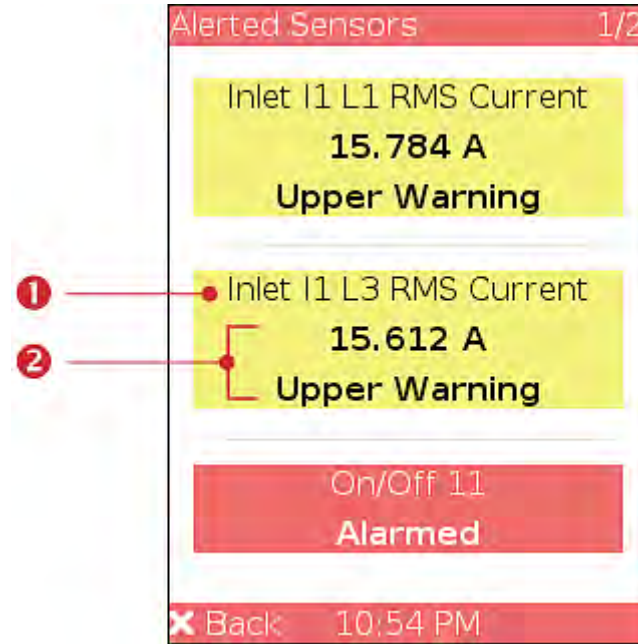 Alerted Sensors 1/2
Inlet I1 L1 RMS Current
15.784 A
Upper Warning
1 Inlet I1 L3 RMS Current
2 15.612 A
Upper Warning
On/Off 11
Alarmed
Back 10:54 PM